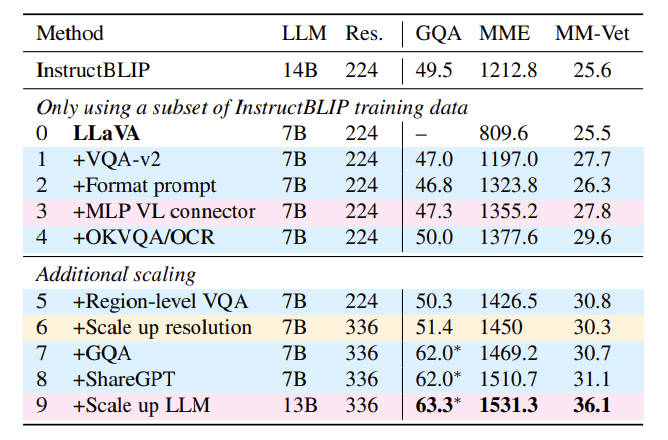 Method LLM Res. GQA MME MM-Vet
InstructBLIP 14B 224 49.5 1212.8 25.6
Only using a subset of InstructBLIP training data
0 LLaVA 7B 224 – 809.6 25.5
1 +VQA-v2 7B 224 47.0 1197.0 27.7
2 +Format prompt 7B 224 46.8 1323.8 26.3
3 +MLP VL connector 7B 224 47.3 1355.2 27.8
4 +OKVQA/OCR 7B 224 50.0 1377.6 29.6
Additional scaling
5 +Region-level VQA 7B 224 50.3 1426.5 30.8
6 +Scale up resolution 7B 336 51.4 1450 30.3
7 +GQA 7B 336 62.0* 1469.2 30.7
8 +ShareGPT 7B 336 62.0* 1510.7 31.1
9 +Scale up LLM 13B 336 63.3* 1531.3 36.1